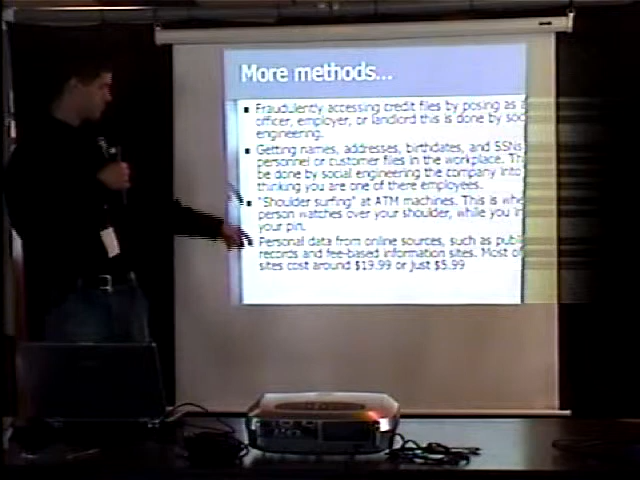 More methods...
Fraudulently accessing credit files by posing as a
officer, employer, or landlord this is done by soc
engineering.
Getting names, addresses, birthdates, and SSNs
personnel or customer files in the workplace. Th
be done by social engineering the company into
thinking you are one of there employees.
"Shoulder surfing" at ATM machines. This is whe
person watches over your shoulder, while you in
your pin.
Personal data from online sources, such as publi
records and fee-based information sites. Most of
sites cost around $19.99 or just $5.99